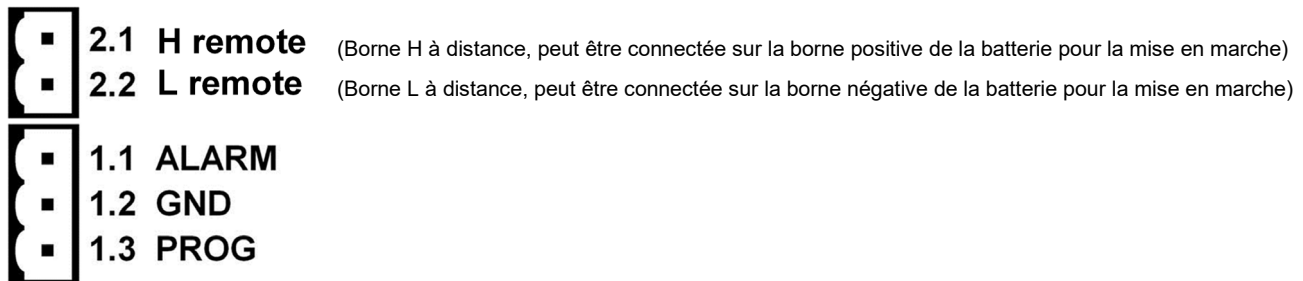 2.1 H remote (Borne H à distance, peut être connectée sur la borne positive de la batterie pour la mise en marche)
2.2 L remote (Borne L à distance, peut être connectée sur la borne négative de la batterie pour la mise en marche)
1.1 ALARM
1.2 GND
1.3 PROG